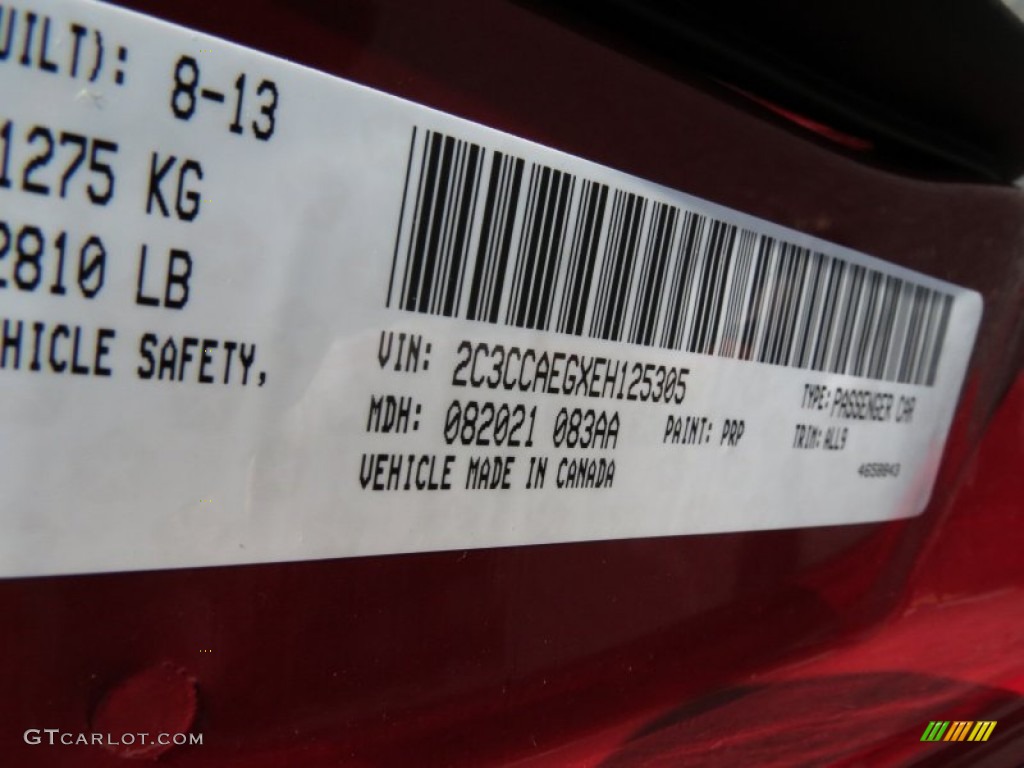 UILT): 8-13
1275 KG
2810 LB
HICLE SAFETY,
VIN: 2C3CCAEGXEH125305
TYPE: PASSENGER CAR
MDH: 082021 083AA
PAINT: PRP
TRIM: ALL9
VEHICLE MADE IN CANADA
GTCARLOT.COM